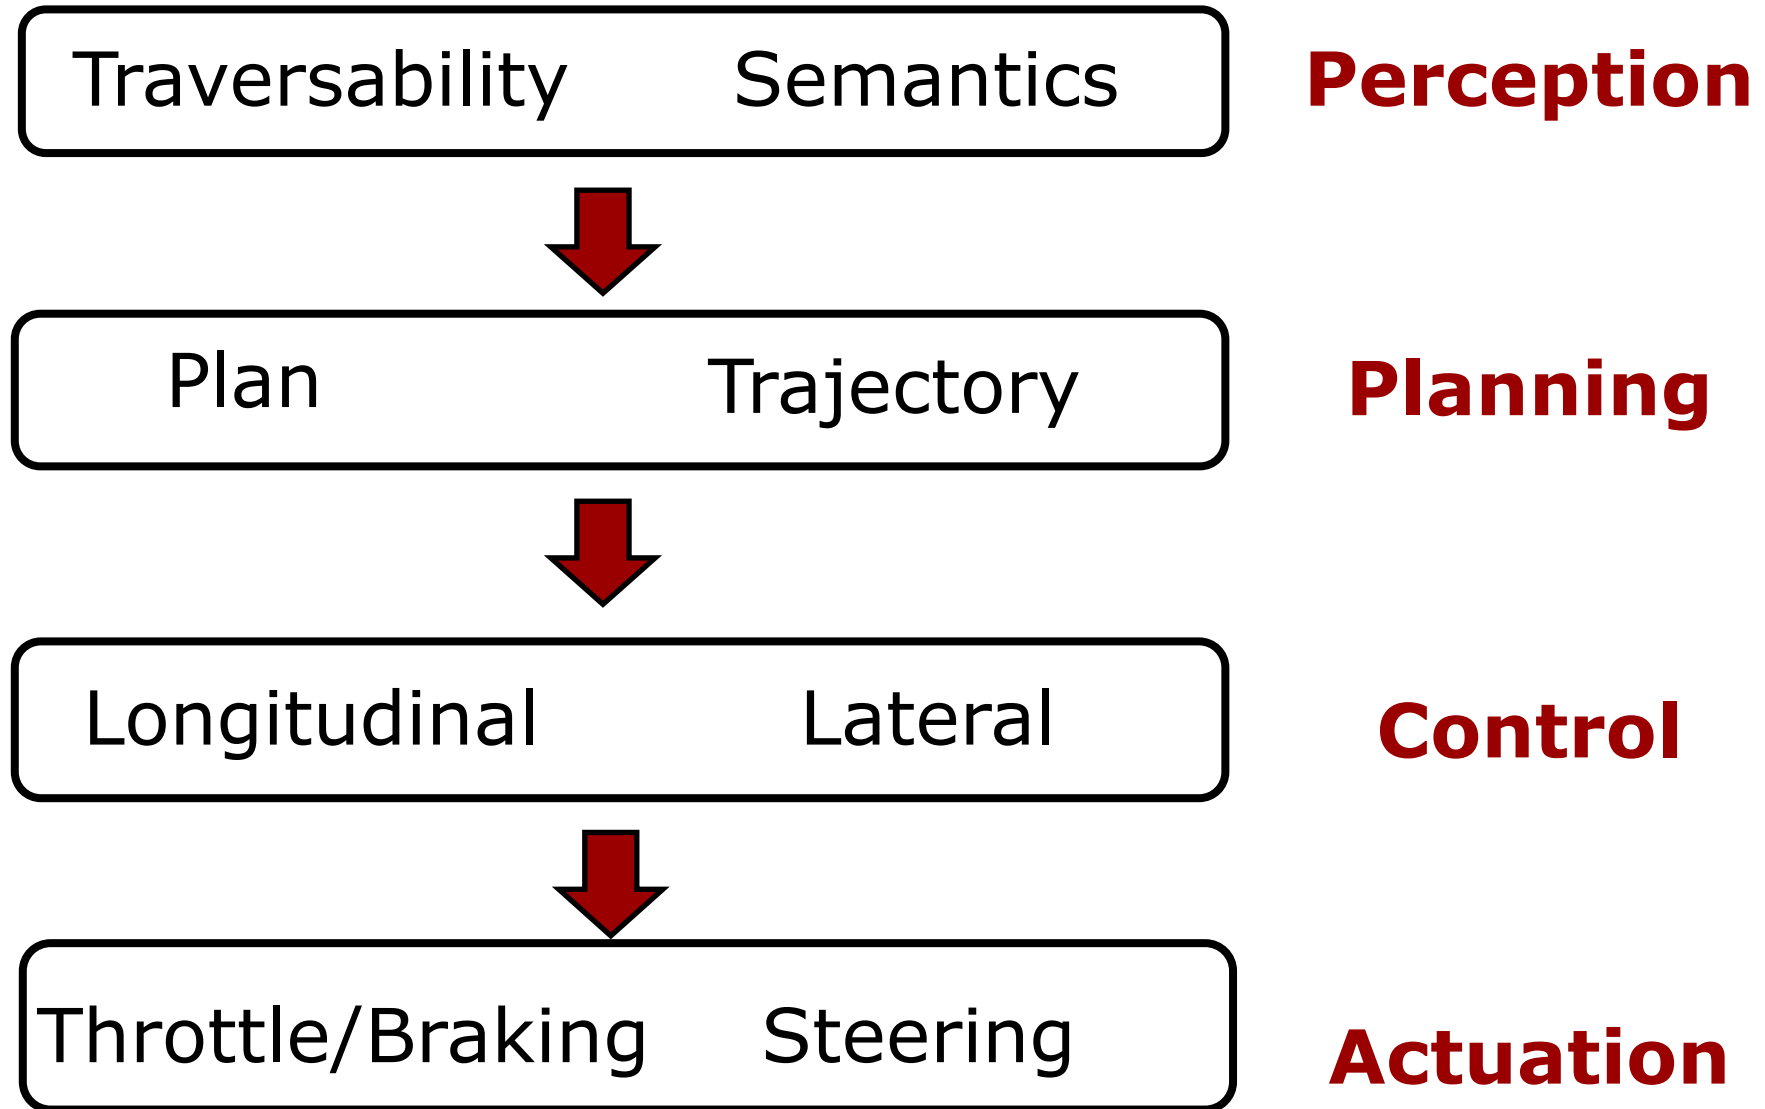 Traversability Semantics Perception
Plan Trajectory Planning
Longitudinal Lateral Control
Throttle/Braking Steering Actuation